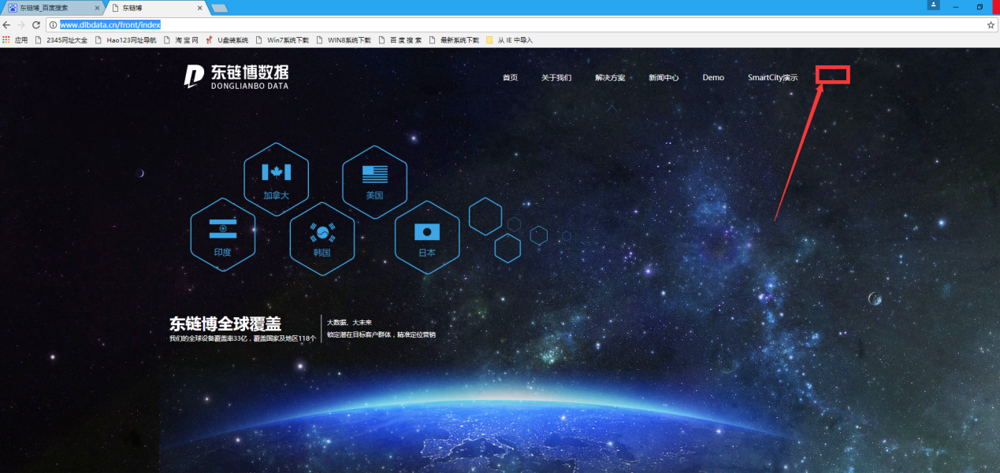 东链博_百度搜索
东链博
www.dlbdata.cn/front/index
应用 2345网址大全 Hao123网址导航 淘 宝 网 U盘装系统 Win7系统下载 WIN8系统下载 百 度 搜 索 最新系统下载 从 IE 中导入
东链博数据
DONGLIANBO DATA
首页 关于我们 解决方案 新闻中心 Demo SmartCity演示
加拿大 美国
印度 韩国 日本
东链博全球覆盖
我们的全球设备覆盖率33亿，覆盖国家及地区118个
大数据、大未来
锁定潜在目标客户群体，精准定位营销